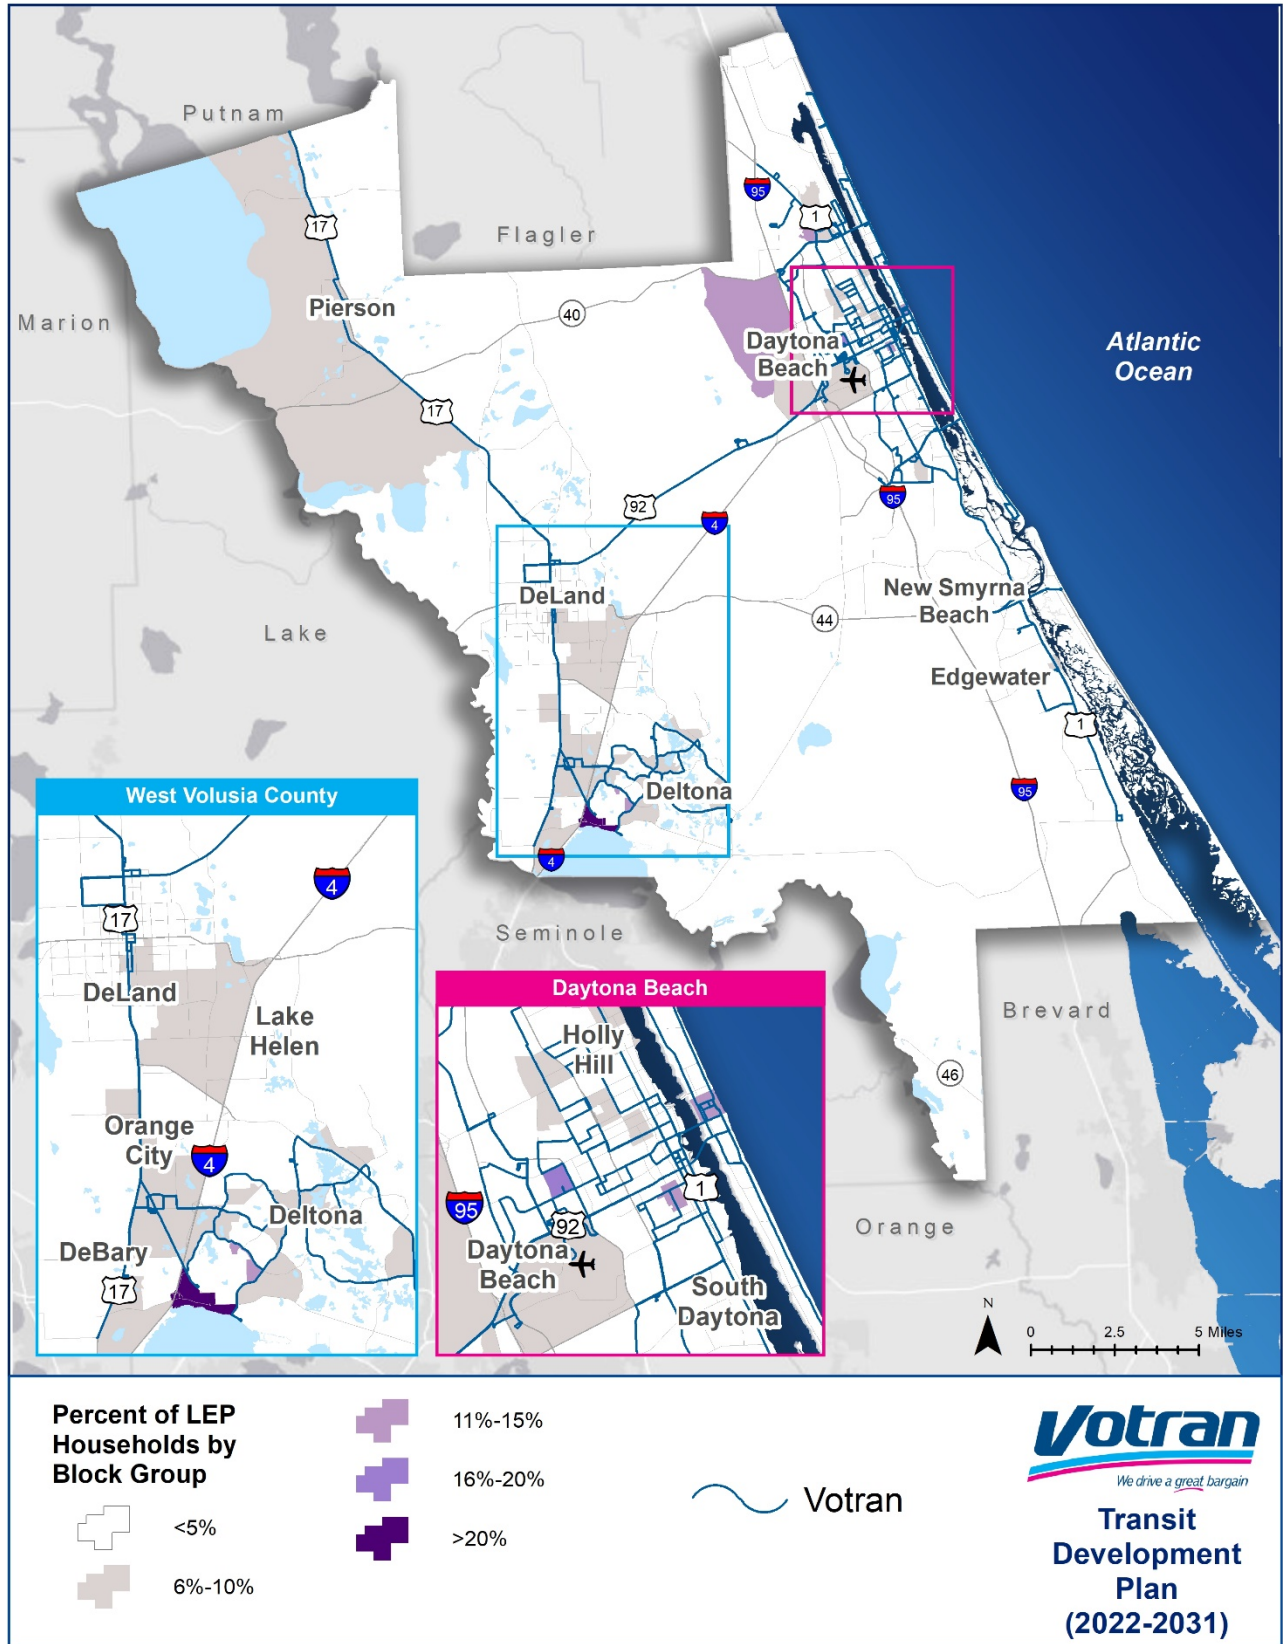 Putnam
95
1
17
Flagler
Pierson
Marion
40
Atlantic
Ocean
Daytona
Beach
17
92
95
4
DeLand
New Smyrna
Beach
44
Lake
Edgewater
1
95
Deltona
4
Seminole
Brevard
46
Orange
West Volusia County
4
17
DeLand
Lake
Helen
Orange
City
4
Deltona
DeBary
17
Daytona Beach
Holly
Hill
1
95
92
Daytona
Beach
South
Daytona
N
0 2.5 5 Miles
Percent of LEP
Households by
Block Group
<5%
6%-10%
11%-15%
16%-20%
>20%
Votran
Votran
We drive a great bargain
Transit
Development
Plan
(2022-2031)